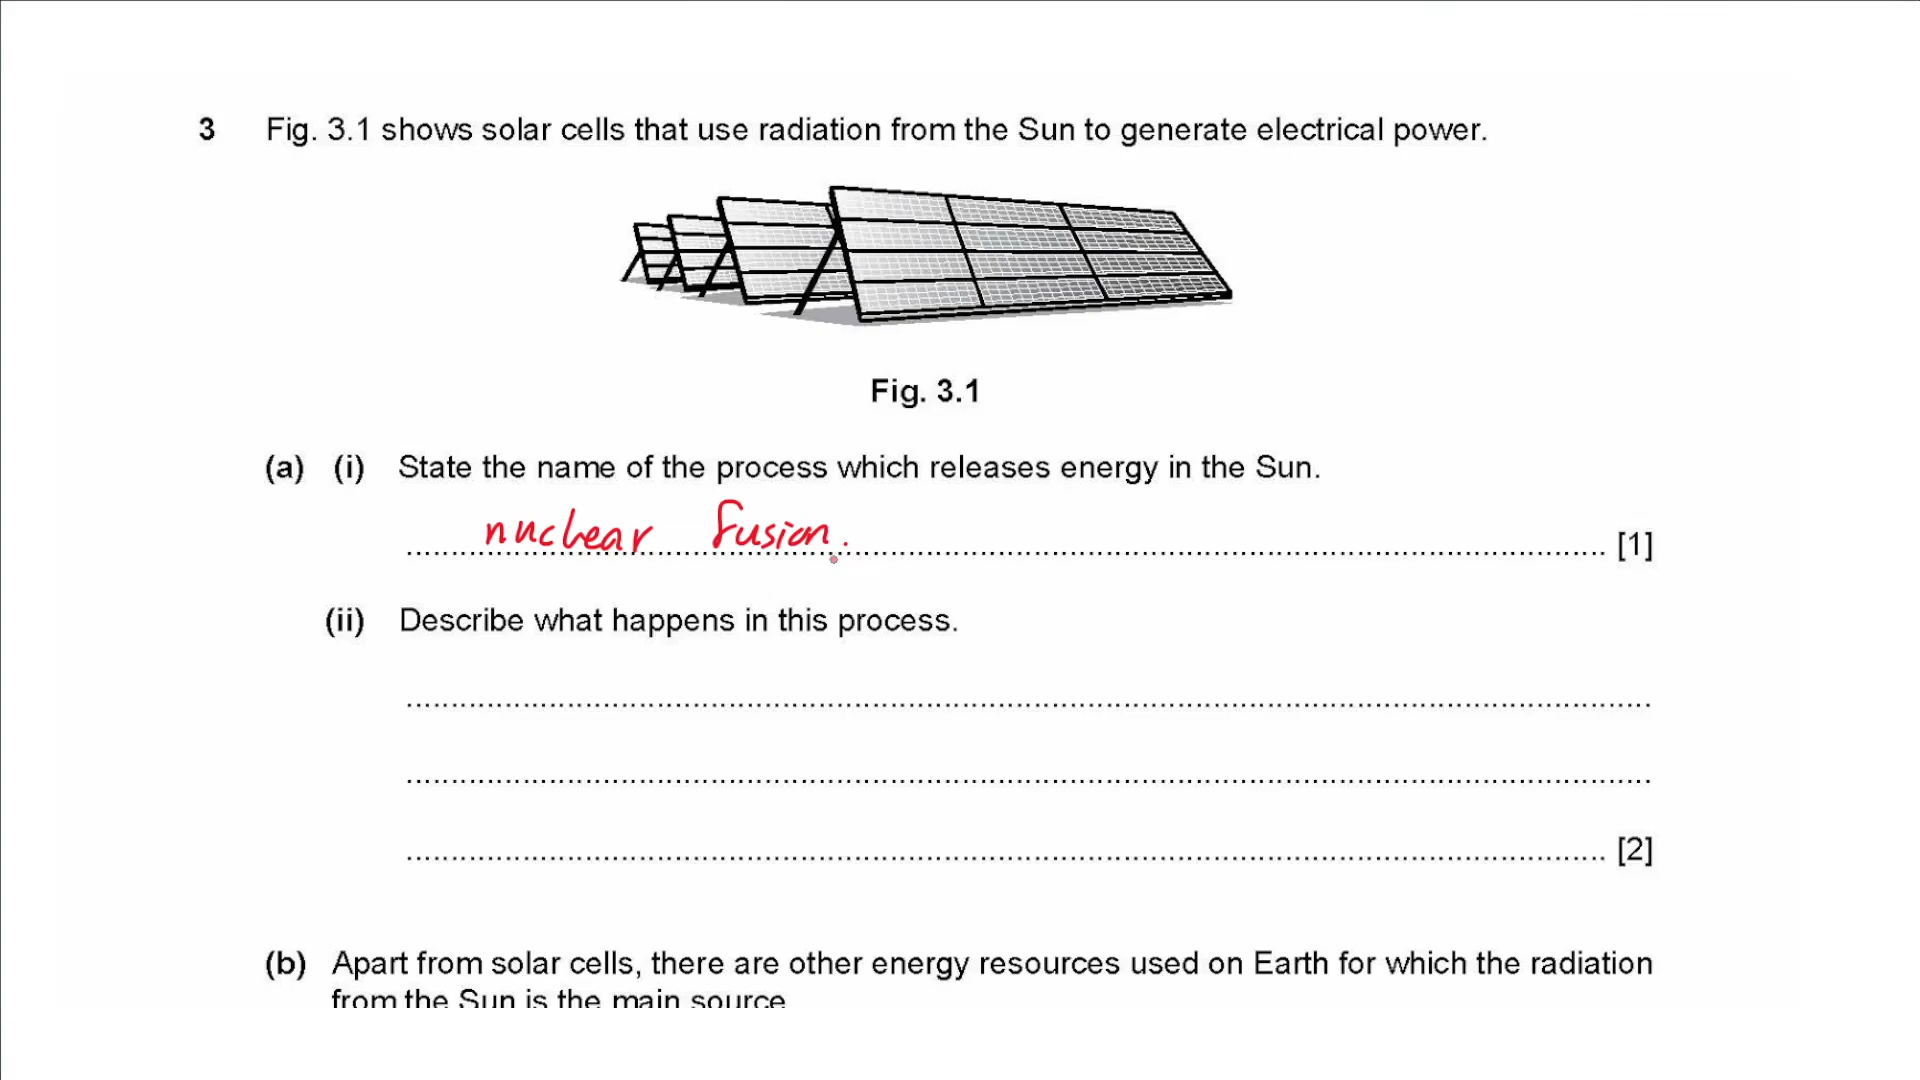 3 Fig. 3.1 shows solar cells that use radiation from the Sun to generate electrical power.
Fig. 3.1
(a) (i) State the name of the process which releases energy in the Sun.
nuclear fusion. [1]
(ii) Describe what happens in this process.
[2]
(b) Apart from solar cells, there are other energy resources used on Earth for which the radiation
from the Sun is the main source